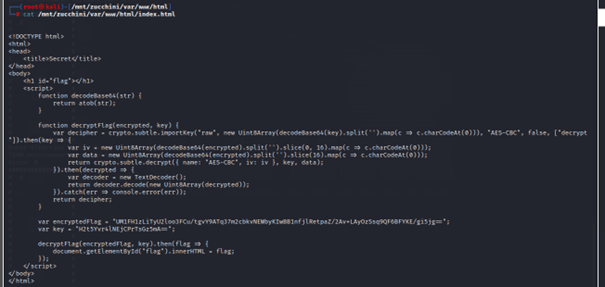 ┌──(root㉿kali)-[/mnt/zucchini/var/www/html]
└─# cat /mnt/zucchini/var/www/html/index.html
<!DOCTYPE html>
<html>
<head>
<title>Secret</title>
</head>
<body>
<h1 id="flag"></h1>
<script>
function decodeBase64(str) {
return atob(str);
}
function decryptFlag(encrypted, key) {
var decipher = crypto.subtle.importKey("raw", new Uint8Array(decodeBase64(key).split('').map(c => c.charCodeAt(0))), "AES-CBC", false, ["decrypt
"]).then(key => {
var iv = new Uint8Array(decodeBase64(encrypted).split('').slice(0, 16).map(c => c.charCodeAt(0)));
var data = new Uint8Array(decodeBase64(encrypted).split('').slice(16).map(c => c.charCodeAt(0)));
return crypto.subtle.decrypt({ name: "AES-CBC", iv: iv }, key, data);
}).then(decrypted => {
var decoder = new TextDecoder();
return decoder.decode(new Uint8Array(decrypted));
}).catch(err => console.error(err));
return decipher;
}
var encryptedFlag =
var key =
decryptFlag(encryptedFlag, key).then(flag => {
document.getElementById("flag").innerHTML = flag;
});
</script>
</body>
</html>